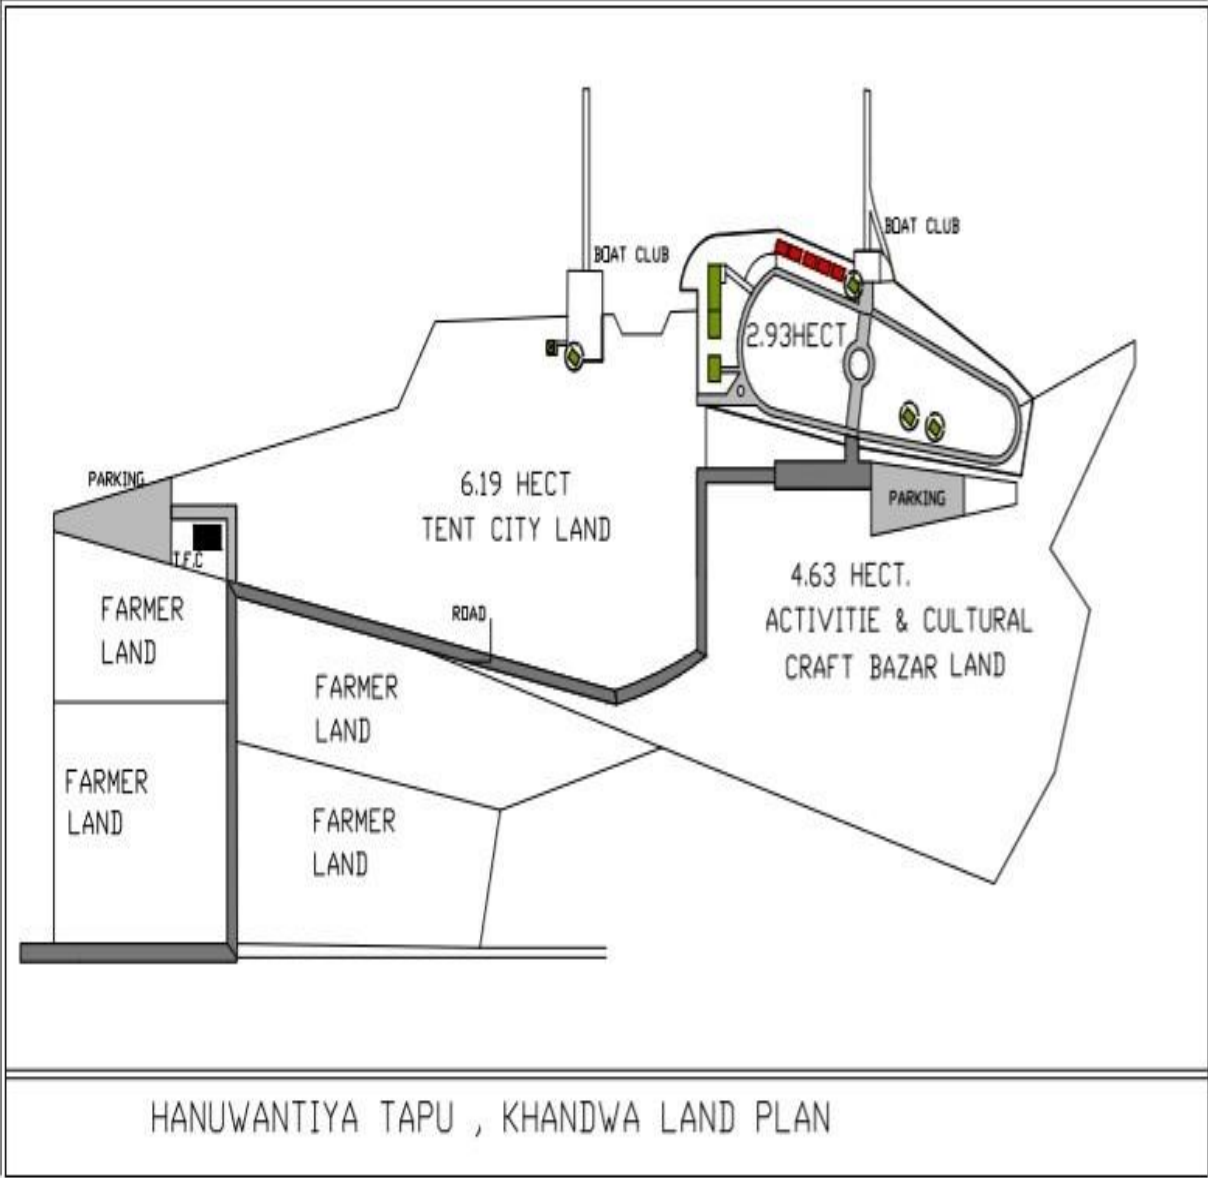 BOAT CLUB
BOAT CLUB
2.93HECT
PARKING
6.19 HECT
TENT CITY LAND
PARKING
T.F.C
4.63 HECT.
ACTIVITIE & CULTURAL
CRAFT BAZAR LAND
FARMER
LAND
ROAD
FARMER
LAND
FARMER
LAND
FARMER
LAND
HANUWANTIYA TAPU , KHANDWA LAND PLAN